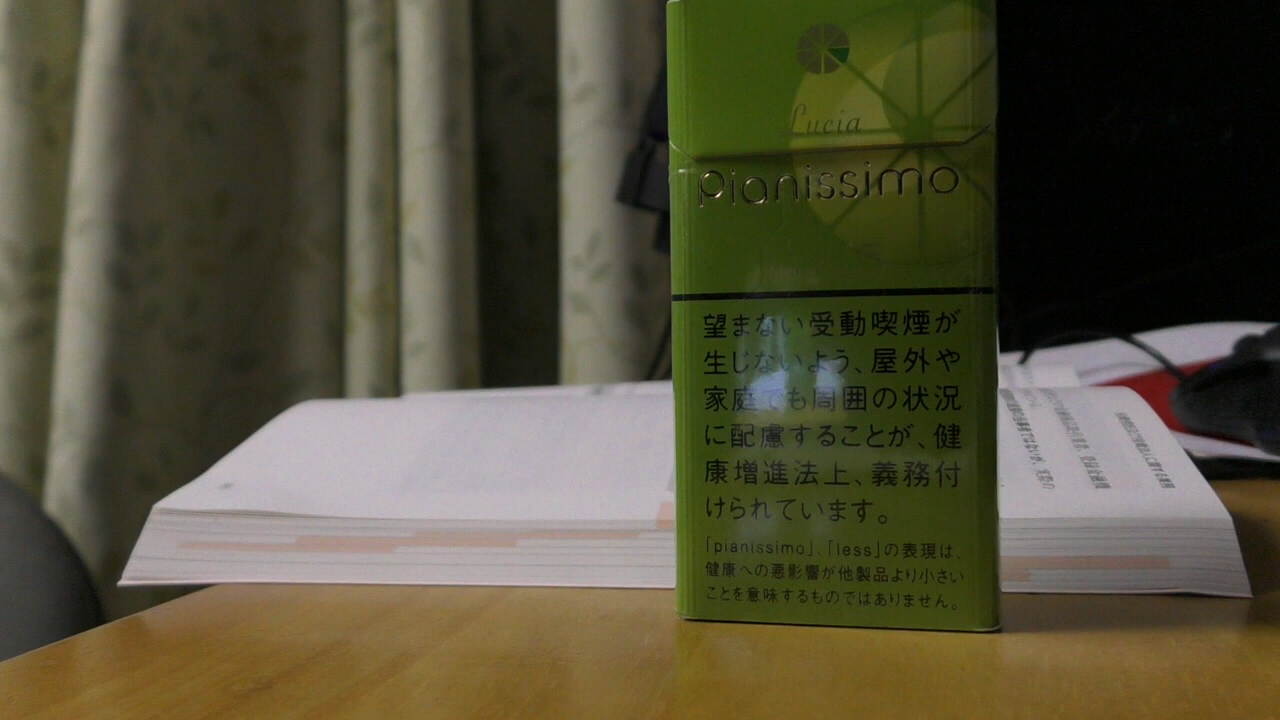 Lucia
pianissimo
望まない受動喫煙が
生じないよう、屋外や
家庭でも周囲の状況
に配慮することが、健
康増進法上、義務付
けられています。
「pianissimo」、「less」の表現は、
健康への悪影響が他製品より小さい
ことを意味するものではありません。